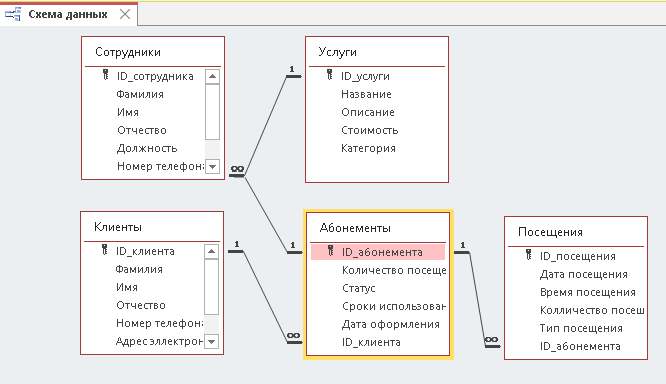 Схема данных
Сотрудники
ID_сотрудника
Фамилия
Имя
Отчество
Должность
Номер телефона
Услуги
ID_услуги
Название
Описание
Стоимость
Категория
1
∞
1
Клиенты
ID_клиента
Фамилия
Имя
Отчество
Номер телефона
Адрес эллектрон
1
∞
Абонементы
ID_абонемента
Количество посеще
Статус
Сроки использован
Дата оформления
ID_клиента
1
∞
Посещения
ID_посещения
Дата посещения
Время посещения
Колличество посещ
Тип посещения
ID_абонемента